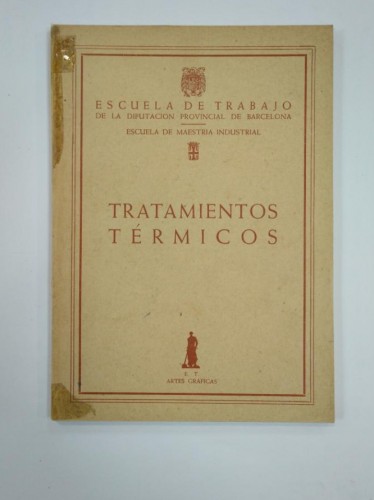 ESCUELA DE TRABAJO
DE LA DIPUTACION PROVINCIAL DE BARCELONA
ESCUELA DE MAESTRIA INDUSTRIAL
TRATAMIENTOS
TÉRMICOS
E. T
ARTES GRAFICAS